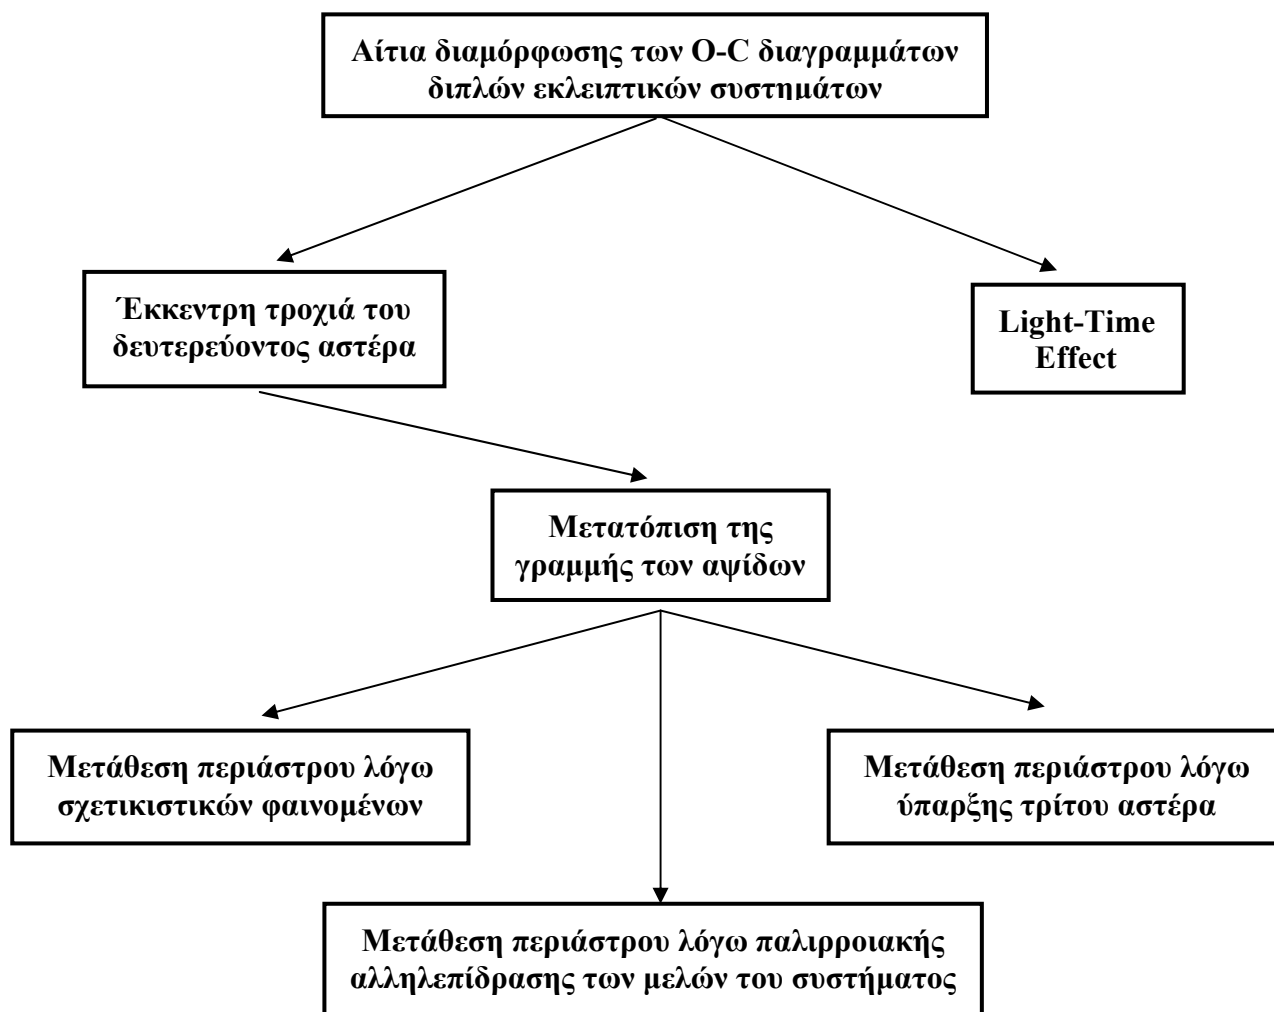 Αίτια διαμόρφωσης των O-C διαγραμμάτων
διπλών εκλειπτικών συστημάτων
Έκκεντρη τροχιά του
δευτερεύοντος αστέρα
Light-Time
Effect
Μετατόπιση της
γραμμής των αψίδων
Μετάθεση περιάστρου λόγω
σχετικιστικών φαινομένων
Μετάθεση περιάστρου λόγω
ύπαρξης τρίτου αστέρα
Μετάθεση περιάστρου λόγω παλιρροιακής
αλληλεπίδρασης των μελών του συστήματος